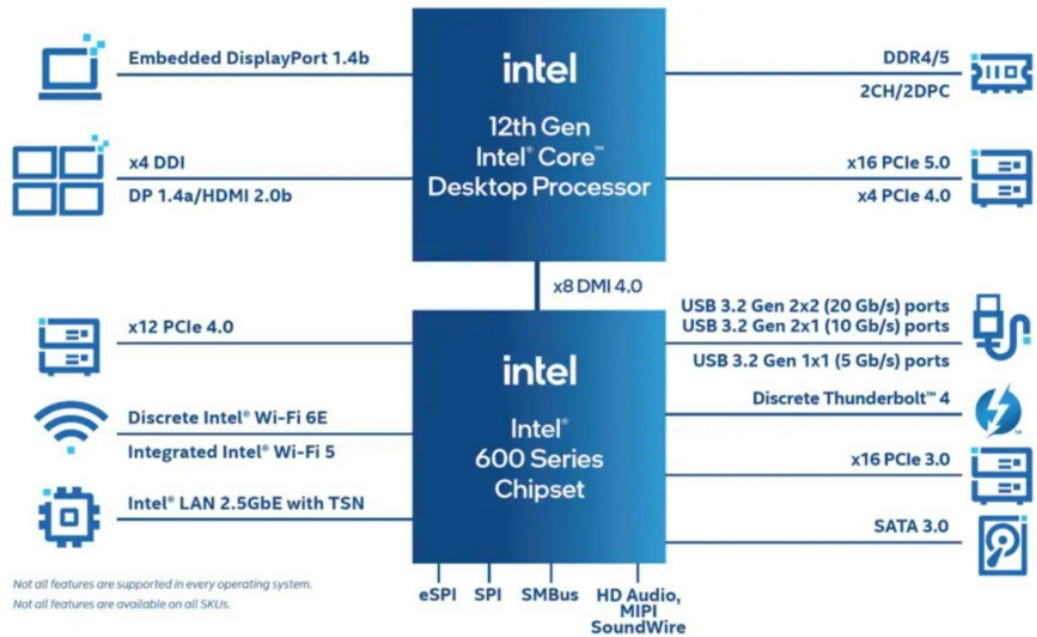 Embedded DisplayPort 1.4b
x4 DDI
DP 1.4a/HDMI 2.0b
intel
12th Gen
Intel® Core™
Desktop Processor
DDR4/5
2CH/2DPC
x16 PCIe 5.0
x4 PCIe 4.0
x8 DMI 4.0
x12 PCIe 4.0
Discrete Intel® Wi-Fi 6E
Integrated Intel® Wi-Fi 5
Intel® LAN 2.5GbE with TSN
intel
Intel®
600 Series
Chipset
USB 3.2 Gen 2x2 (20 Gb/s) ports
USB 3.2 Gen 2x1 (10 Gb/s) ports
USB 3.2 Gen 1x1 (5 Gb/s) ports
Discrete Thunderbolt™ 4
x16 PCIe 3.0
SATA 3.0
eSPI
SPI
SMBus
HD Audio,
MIPI
SoundWire
Not all features are supported in every operating system.
Not all features are available on all SKUs.